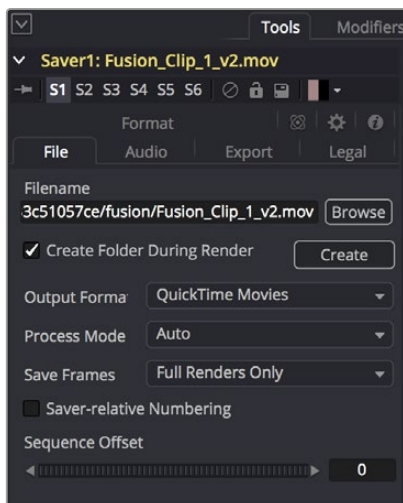 Tools Modifiers
Saver1: Fusion_Clip_1_v2.mov
S1 S2 S3 S4 S5 S6
Format
File Audio Export Legal
Filename
3c51057ce/fusion/Fusion_Clip_1_v2.mov Browse
Create Folder During Render Create
Output Forma QuickTime Movies
Process Mode Auto
Save Frames Full Renders Only
Saver-relative Numbering
Sequence Offset
0